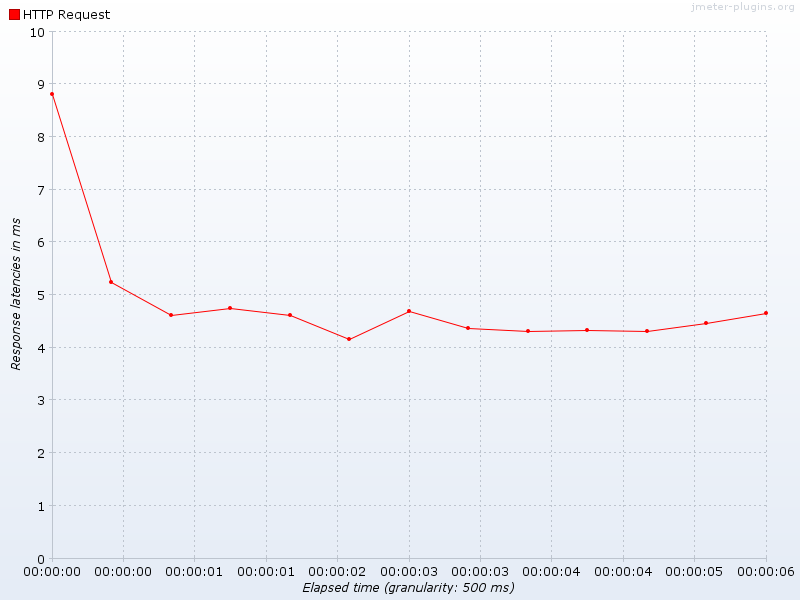 jmeter-plugins.org
HTTP Request
10
9
8
7
6
5
4
3
2
1
0
Response latencies in ms
00:00:00 00:00:00 00:00:01 00:00:01 00:00:02 00:00:03 00:00:03 00:00:04 00:00:04 00:00:05 00:00:06
Elapsed time (granularity: 500 ms)